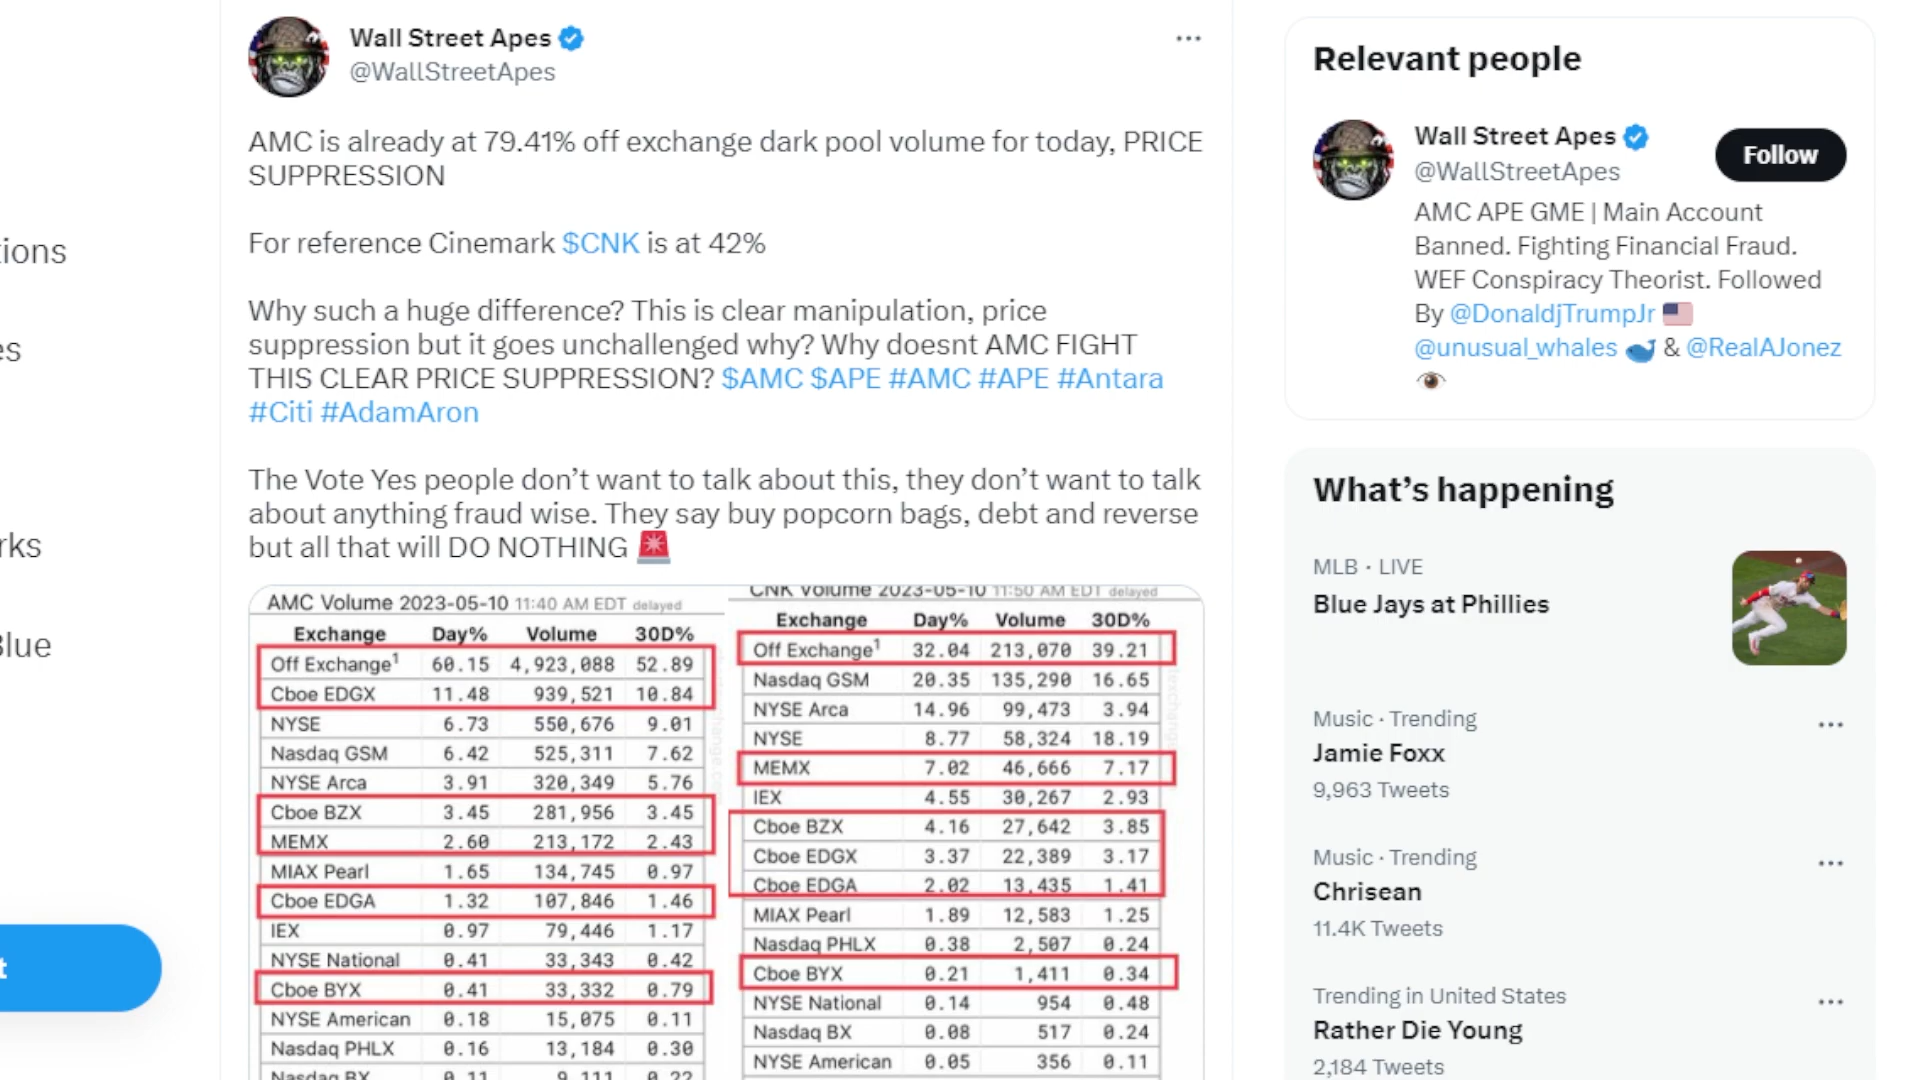 tions
es
rks
Blue
t
Wall Street Apes
@WallStreetApes
AMC is already at 79.41% off exchange dark pool volume for today, PRICE
SUPPRESSION
For reference Cinemark $CNK is at 42%
Why such a huge difference? This is clear manipulation, price
suppression but it goes unchallenged why? Why doesnt AMC FIGHT
THIS CLEAR PRICE SUPPRESSION? $AMC $APE #AMC #APE #Antara
#Citi #AdamAron
The Vote Yes people don’t want to talk about this, they don’t want to talk
about anything fraud wise. They say buy popcorn bags, debt and reverse
but all that will DO NOTHING 🚨
AMC Volume 2023-05-10 11:40 AM EDT delayed
Exchange Day% Volume 30D%
Off Exchange¹ 60.15 4,923,088 52.89
Cboe EDGX 11.48 939,521 10.84
NYSE 6.73 550,676 9.01
Nasdaq GSM 6.42 525,311 7.62
NYSE Arca 3.91 320,349 5.76
Cboe BZX 3.45 281,956 3.45
MEMX 2.60 213,172 2.43
MIAX Pearl 1.65 134,745 0.97
Cboe EDGA 1.32 107,846 1.46
IEX 0.97 79,446 1.17
NYSE National 0.41 33,343 0.42
Cboe BYX 0.41 33,332 0.79
NYSE American 0.18 15,075 0.11
Nasdaq PHLX 0.16 13,184 0.30
Nasdaq BX 0.11 9,111 0.22
CNK Volume 2023-05-10 11:50 AM EDT delayed
Exchange Day% Volume 30D%
Off Exchange¹ 32.04 213,070 39.21
Nasdaq GSM 20.35 135,290 16.65
NYSE Arca 14.96 99,473 3.94
NYSE 8.77 58,324 18.19
MEMX 7.02 46,666 7.17
IEX 4.55 30,267 2.93
Cboe BZX 4.16 27,642 3.85
Cboe EDGX 3.37 22,389 3.17
Cboe EDGA 2.02 13,435 1.41
MIAX Pearl 1.89 12,583 1.25
Nasdaq PHLX 0.38 2,507 0.24
Cboe BYX 0.21 1,411 0.34
NYSE National 0.14 954 0.48
Nasdaq BX 0.08 517 0.24
NYSE American 0.05 356 0.11
Relevant people
Wall Street Apes
@WallStreetApes
Follow
AMC APE GME | Main Account
Banned. Fighting Financial Fraud.
WEF Conspiracy Theorist. Followed
By @DonaldjTrumpJr 🇺🇸
@unusual_whales 🐋 & @RealAJonez
👁
What’s happening
MLB · LIVE
Blue Jays at Phillies
Music · Trending
Jamie Foxx
9,963 Tweets
Music · Trending
Chrisean
11.4K Tweets
Trending in United States
Rather Die Young
2,184 Tweets